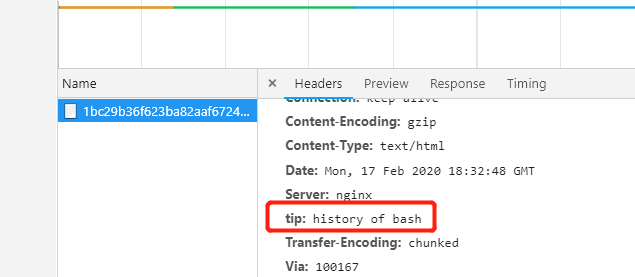 Name
× Headers Preview Response Timing
1bc29b36f623ba82aaf6724...
Connection: keep-alive
Content-Encoding: gzip
Content-Type: text/html
Date: Mon, 17 Feb 2020 18:32:48 GMT
Server: nginx
tip: history of bash
Transfer-Encoding: chunked
Via: 100167